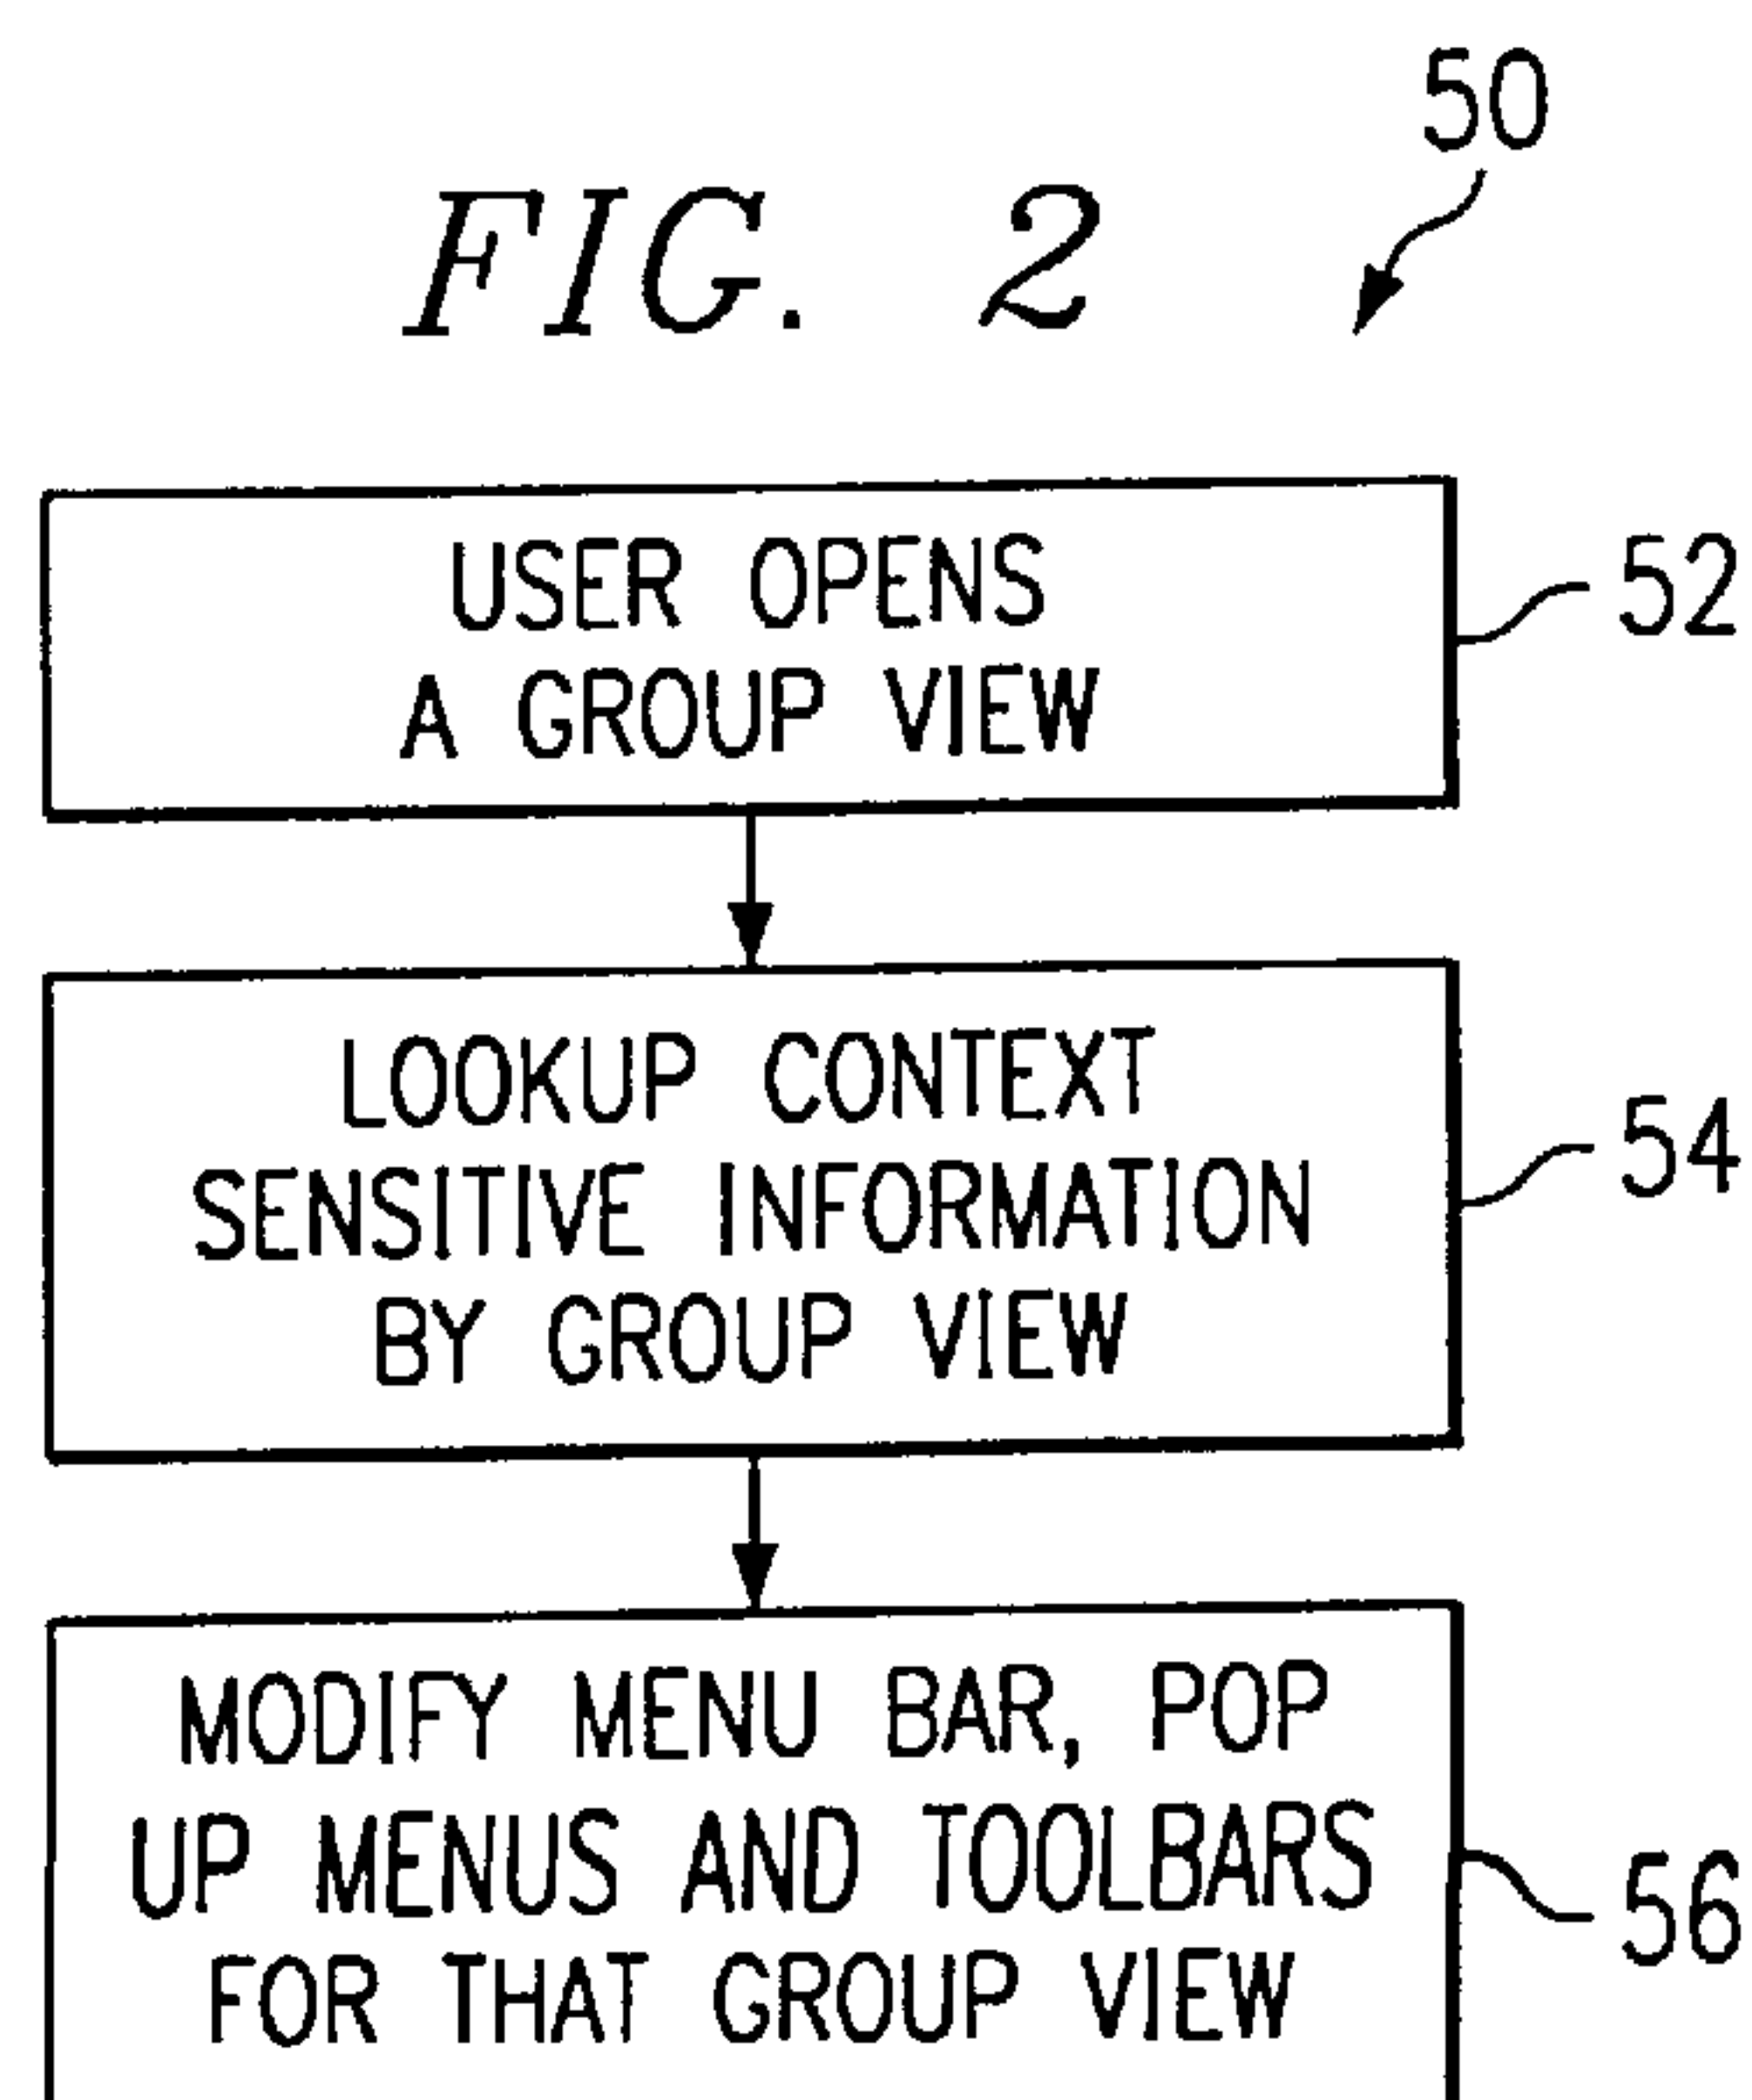 50
FIG. 2
USER OPENS
A GROUP VIEW
52
LOOKUP CONTEXT
SENSITIVE INFORMATION
BY GROUP VIEW
54
MODIFY MENU BAR, POP
UP MENUS AND TOOLBARS
FOR THAT GROUP VIEW
56